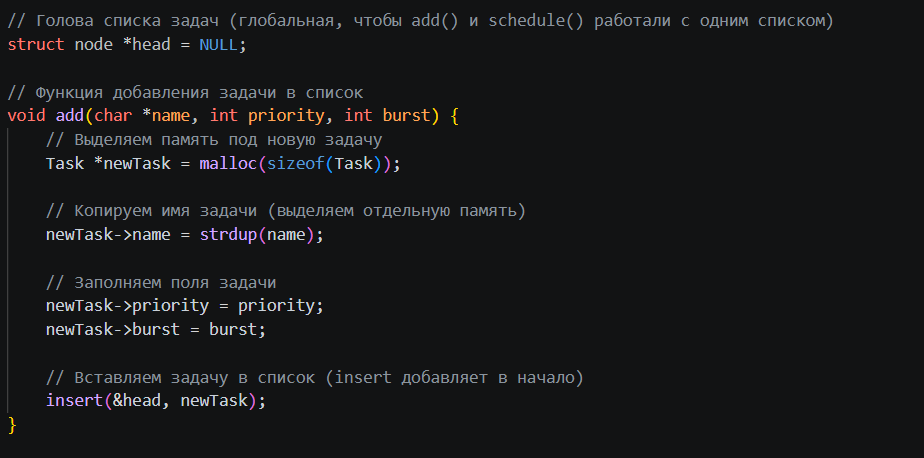 // Голова списка задач (глобальная, чтобы add() и schedule() работали с одним списком)
struct node *head = NULL;

// Функция добавления задачи в список
void add(char *name, int priority, int burst) {
    // Выделяем память под новую задачу
    Task *newTask = malloc(sizeof(Task));

    // Копируем имя задачи (выделяем отдельную память)
    newTask->name = strdup(name);

    // Заполняем поля задачи
    newTask->priority = priority;
    newTask->burst = burst;

    // Вставляем задачу в список (insert добавляет в начало)
    insert(&head, newTask);
}